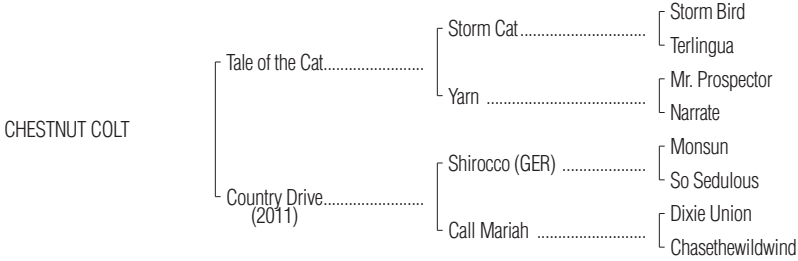 Storm Bird
Storm Cat..............................
Terlingua
Tale of the Cat.......................
Mr. Prospector
Yarn ......................................
Narrate
CHESTNUT COLT
Monsun
Shirocco (GER) ....................
So Sedulous
Country Drive.......................
(2011)
Dixie Union
Call Mariah ..........................
Chasethewildwind